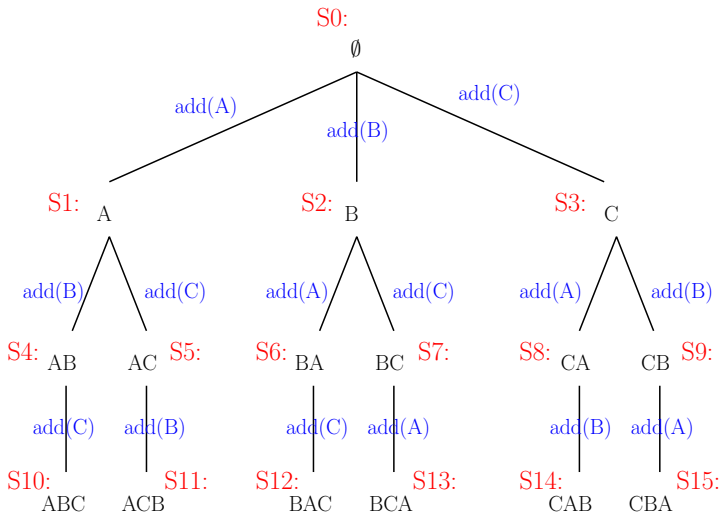 S0:
∅
add(A) add(B) add(C)
S1: A S2: B S3: C
add(B) add(C) add(A) add(C) add(A) add(B)
S4: AB AC S5: S6: BA BC S7: S8: CA CB S9:
add(C) add(B) add(C) add(A) add(B) add(A)
S10: S11: S12: S13: S14: S15:
ABC ACB BAC BCA CAB CBA